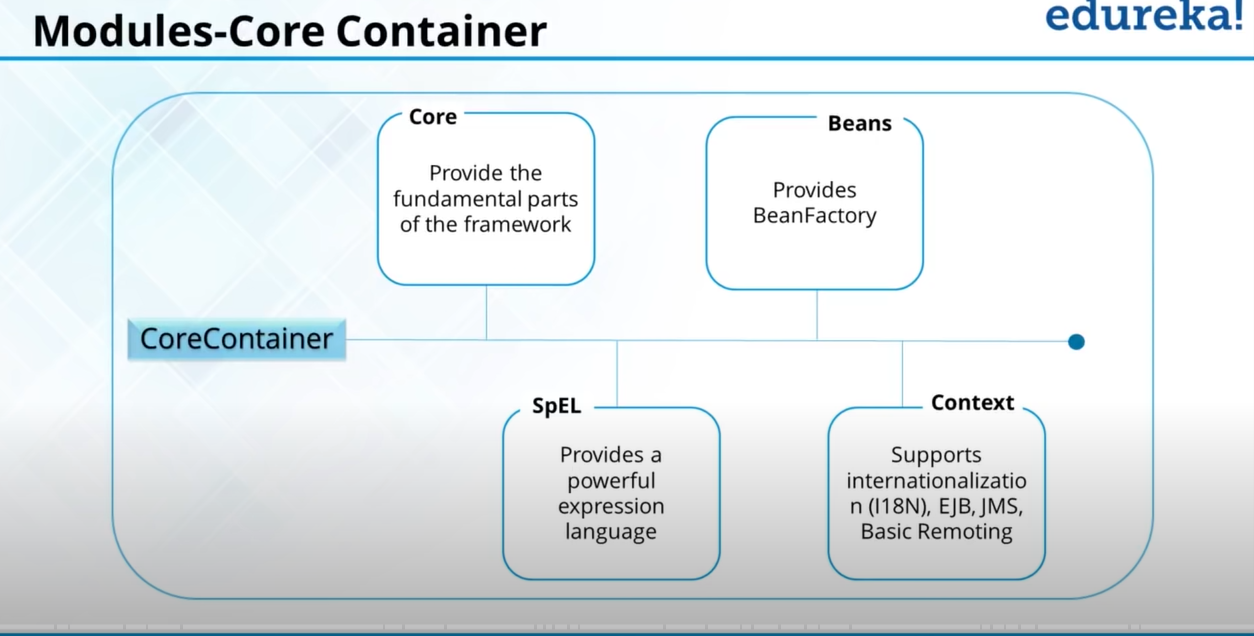 Modules-Core Container
edureka!
Core
Provide the
fundamental parts
of the framework
Beans
Provides
BeanFactory
CoreContainer
SpEL
Provides a
powerful
expression
language
Context
Supports
internationalizatio
n (I18N), EJB, JMS,
Basic Remoting